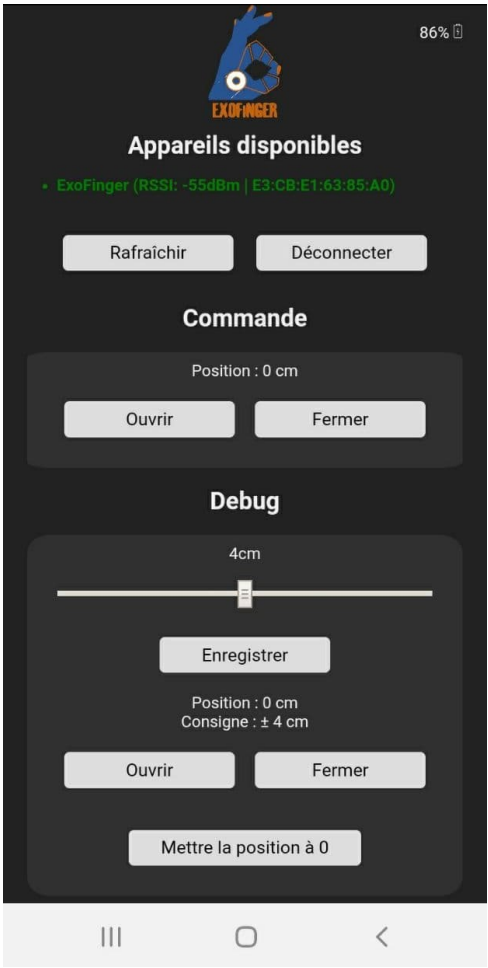 86%
EXOFINGER
Appareils disponibles
• ExoFinger (RSSI: -55dBm | E3:CB:E1:63:85:A0)
Rafraîchir Déconnecter
Commande
Position : 0 cm
Ouvrir Fermer
Debug
4cm
Enregistrer
Position : 0 cm
Consigne : ± 4 cm
Ouvrir Fermer
Mettre la position à 0